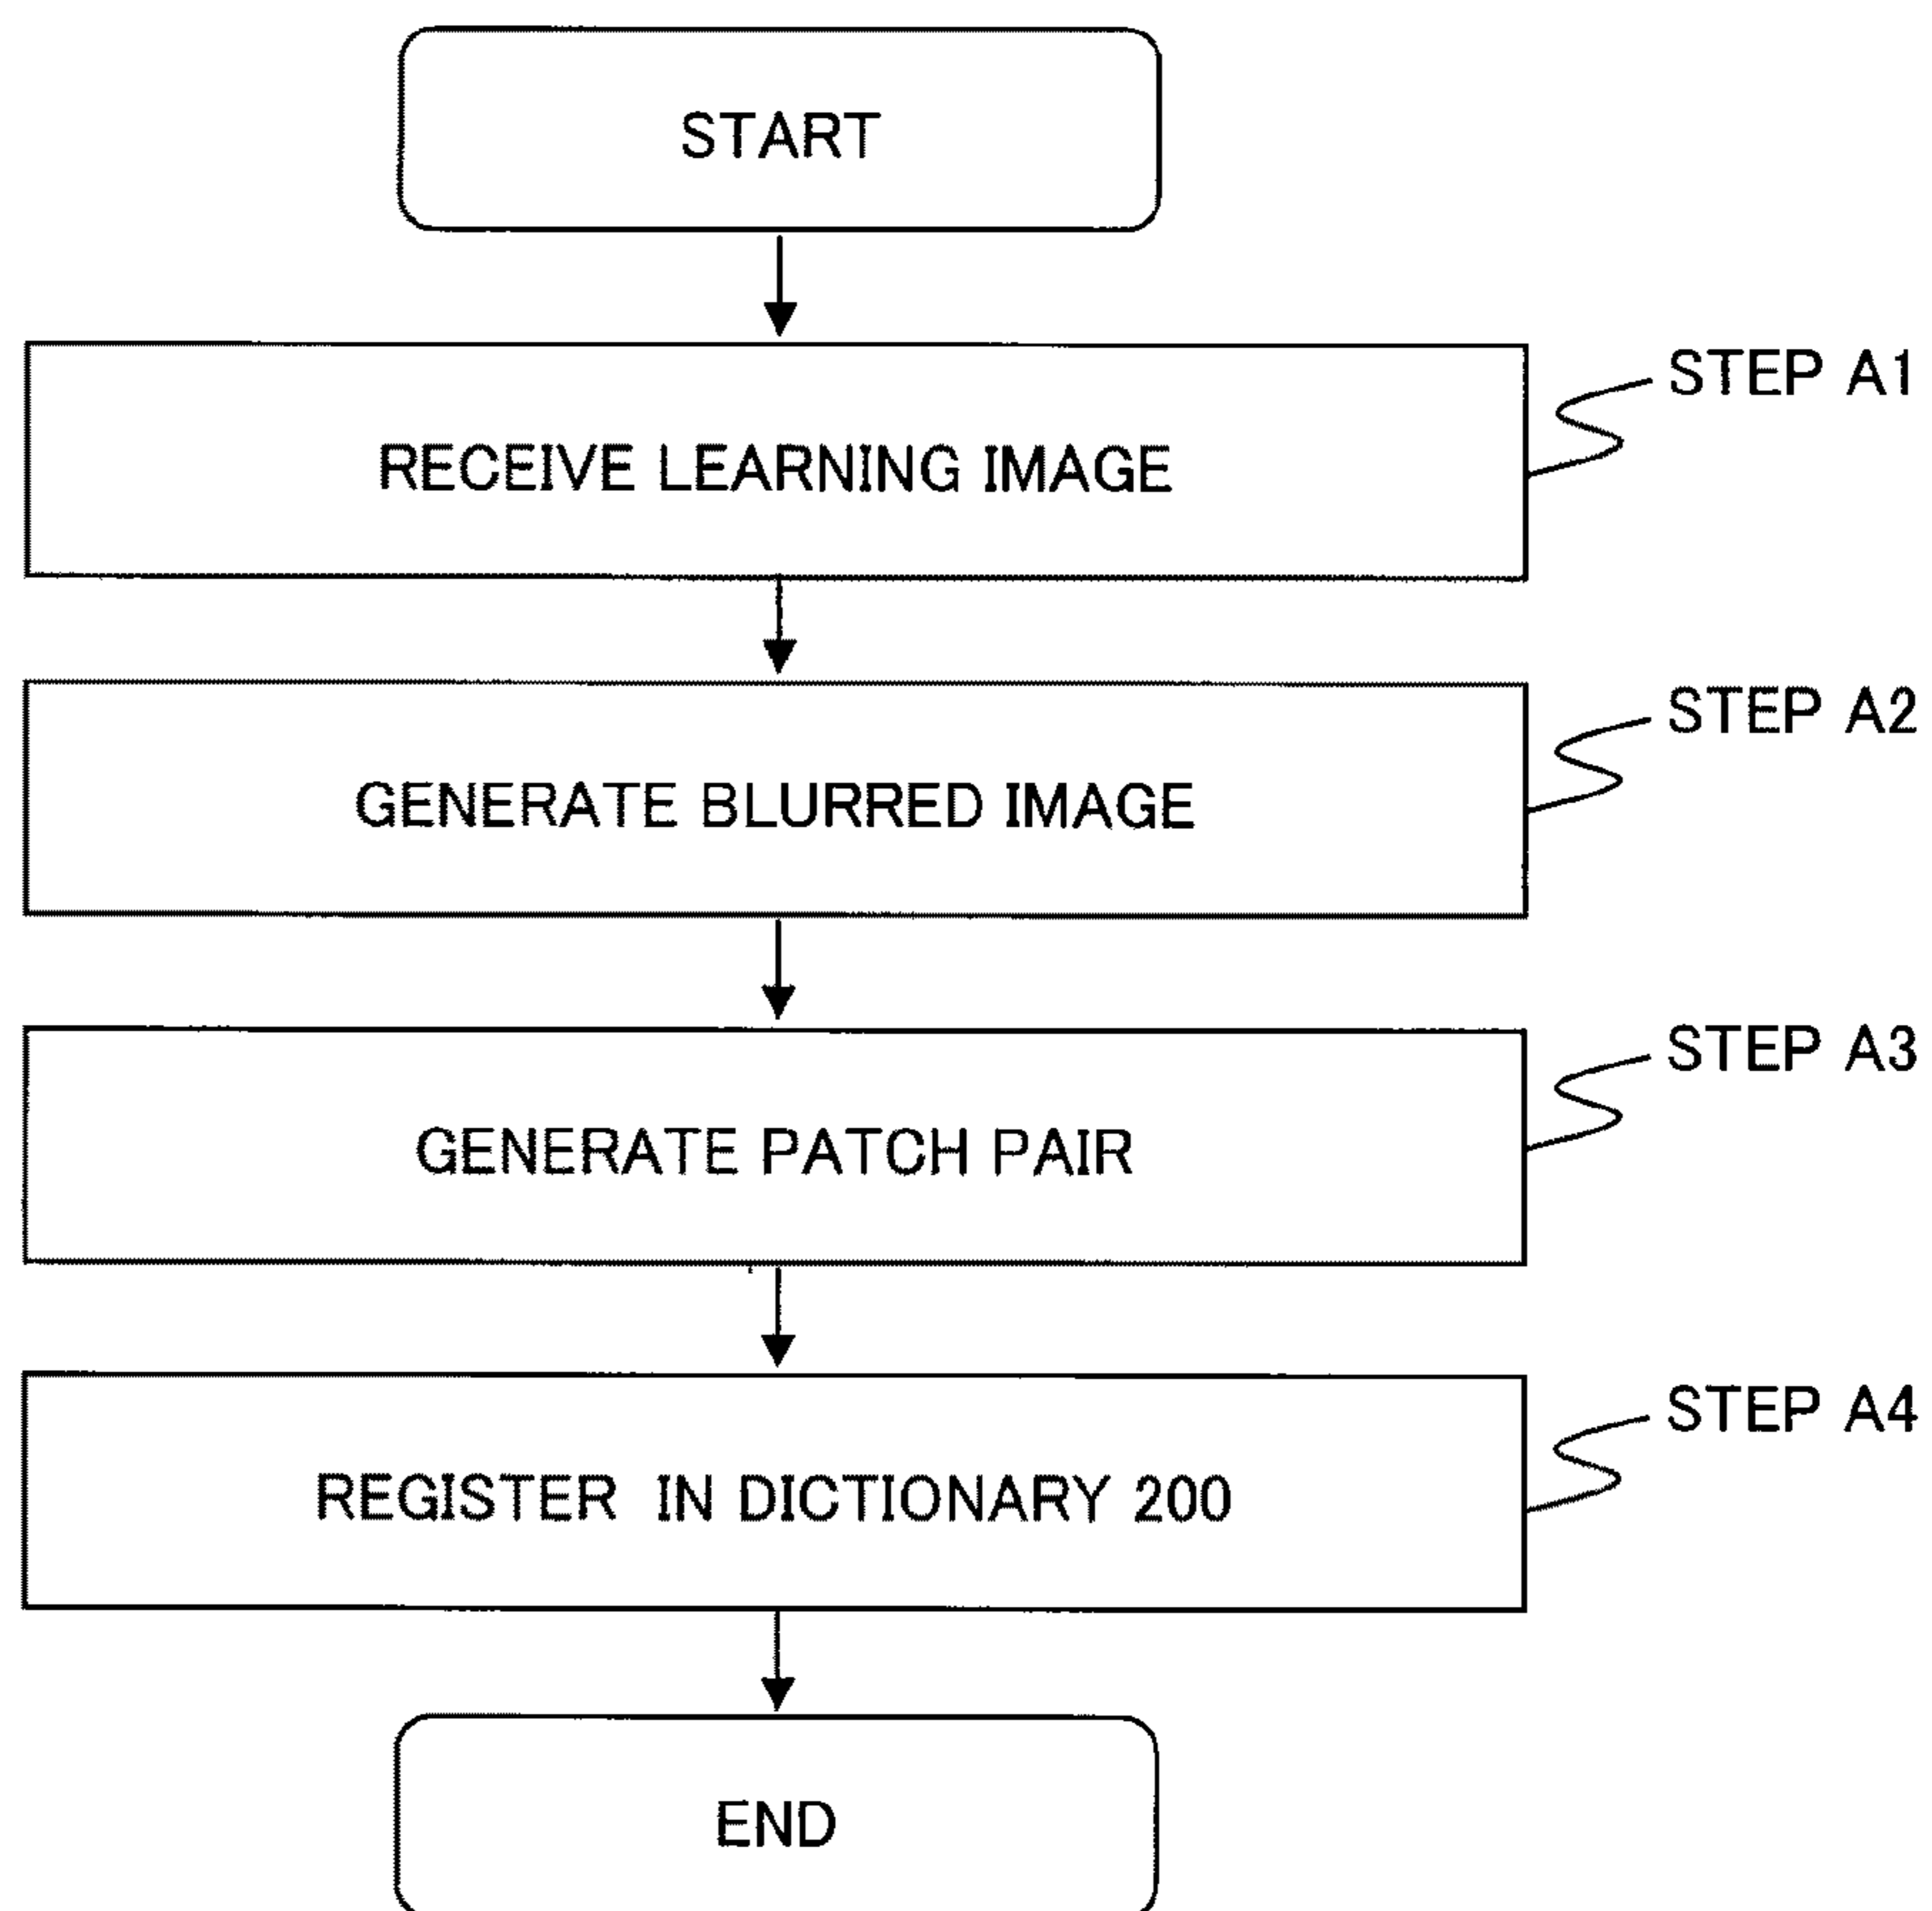 START
STEP A1
RECEIVE LEARNING IMAGE
STEP A2
GENERATE BLURRED IMAGE
STEP A3
GENERATE PATCH PAIR
STEP A4
REGISTER IN DICTIONARY 200
END